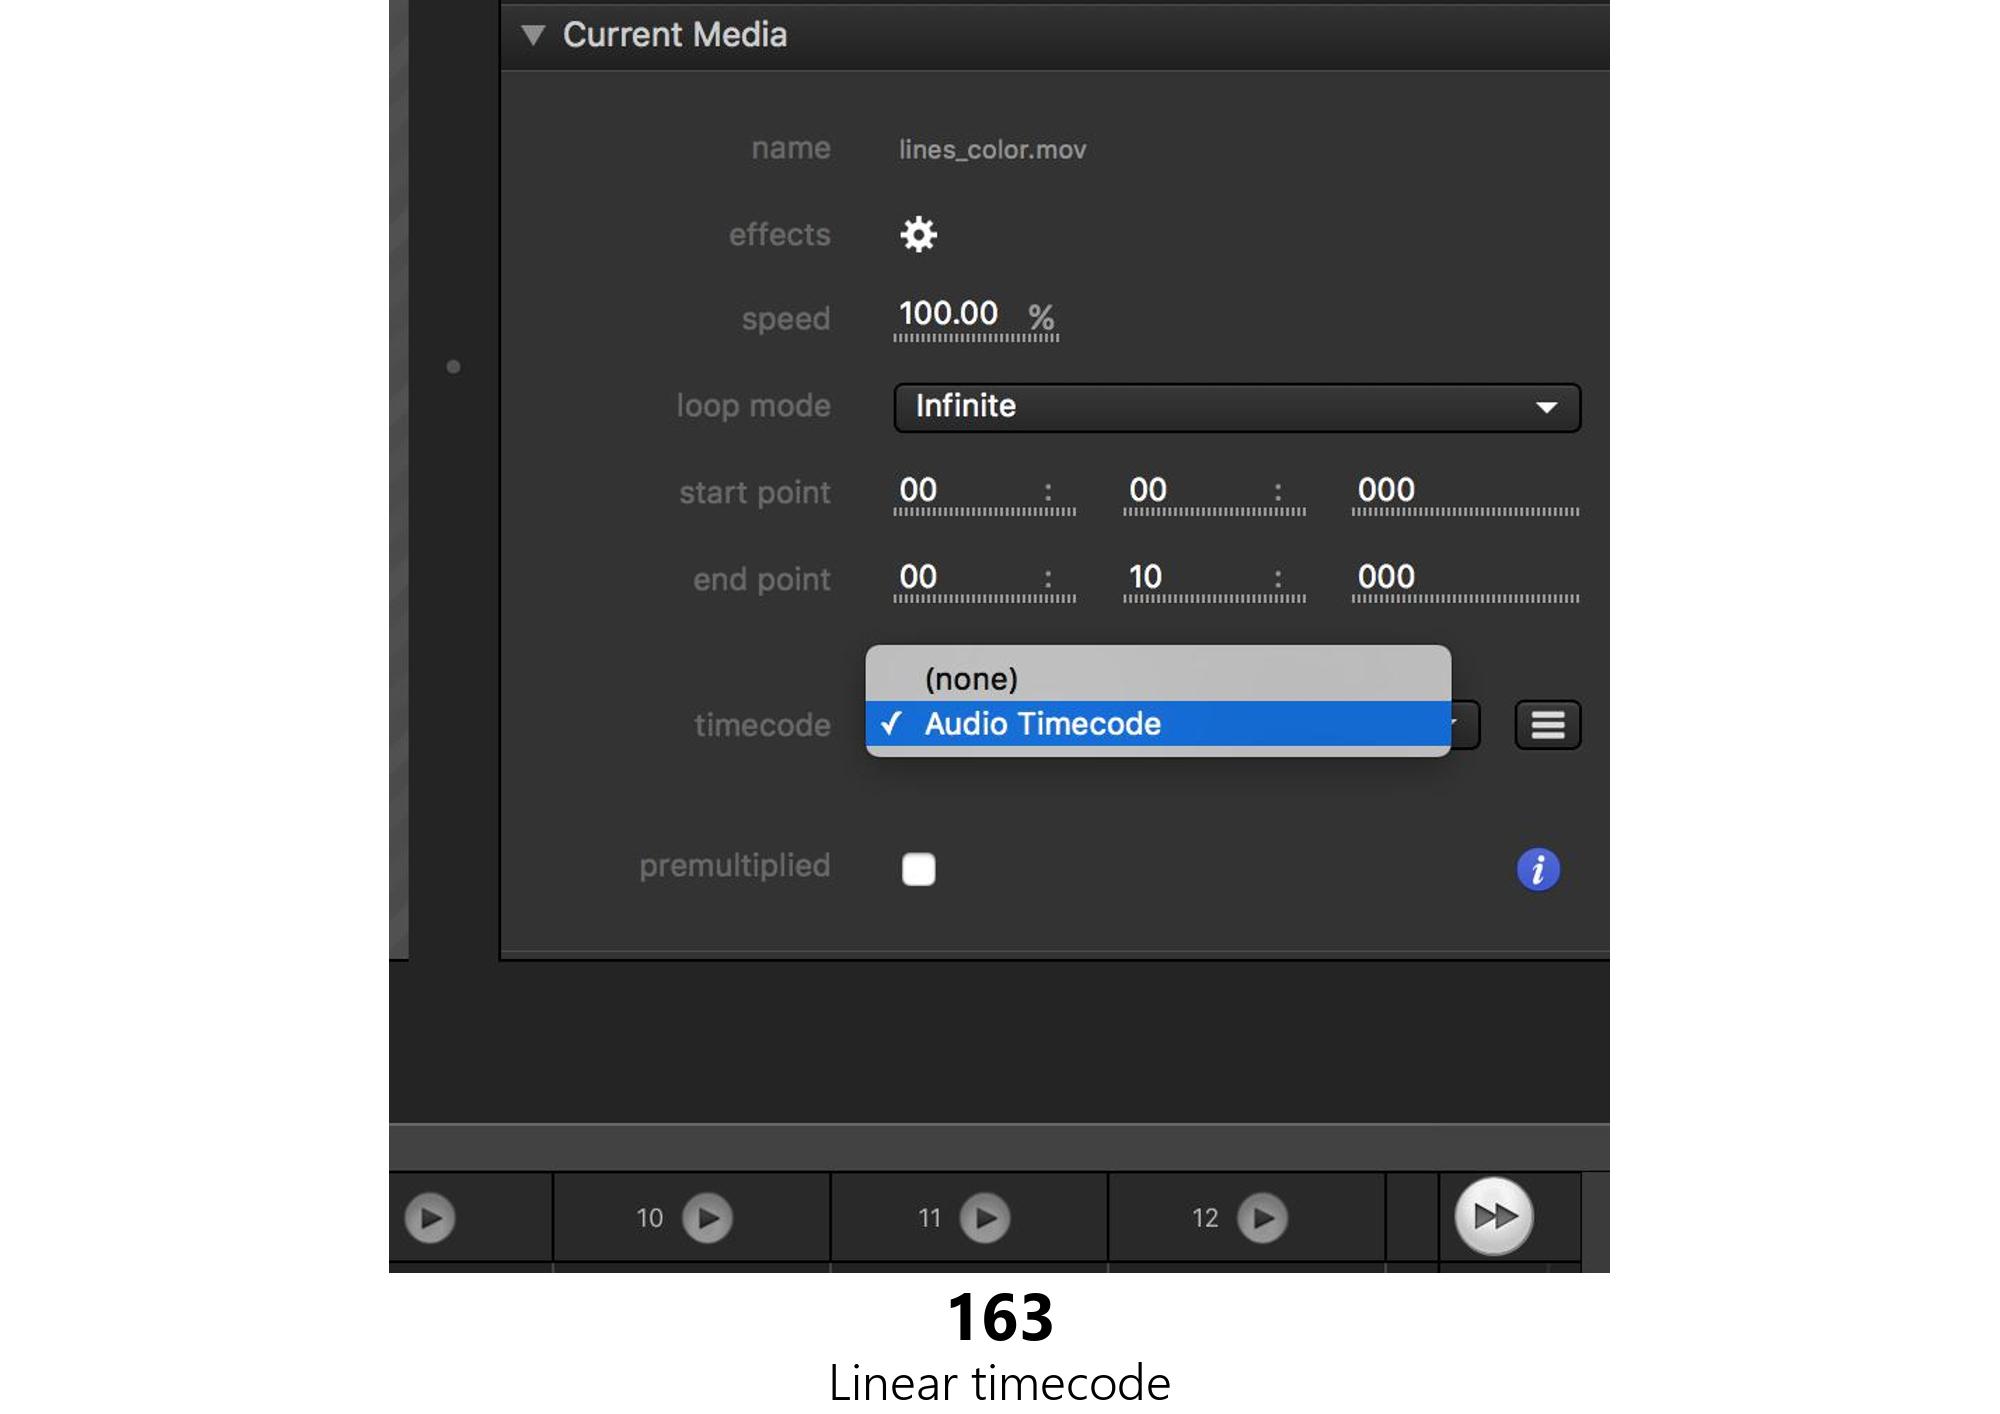 Current Media
name lines_color.mov
effects
speed 100.00 %
loop mode Infinite
start point 00 : 00 : 000
end point 00 : 10 : 000
(none)
timecode ✓ Audio Timecode
premultiplied
10 11 12
163
Linear timecode